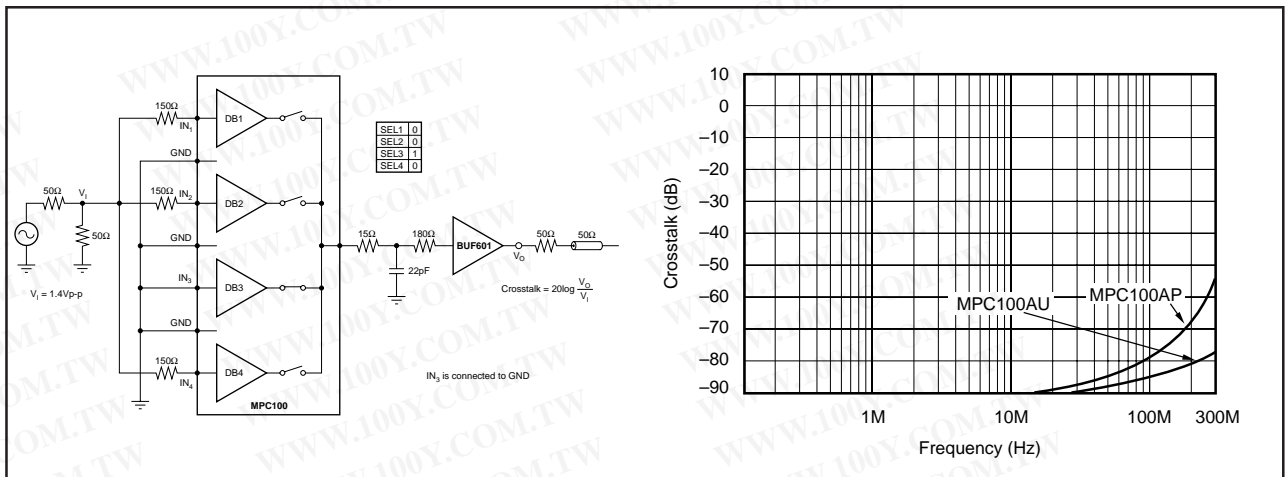 WWW.100Y.COM.TW
150Ω
IN1
DB1
GND
SEL1 0
SEL2 0
SEL3 1
SEL4 0
50Ω
VI
150Ω
IN2
DB2
50Ω
GND
15Ω
180Ω
BUF601
50Ω
50Ω
VO
IN3
DB3
22pF
VI = 1.4Vp-p
Crosstalk = 20log VO
VI
GND
150Ω
IN4
DB4
IN3 is connected to GND
MPC100
10
0
–10
–20
–30
–40
–50
–60
–70
–80
–90
Crosstalk (dB)
MPC100AP
MPC100AU
1M
10M
100M
300M
Frequency (Hz)